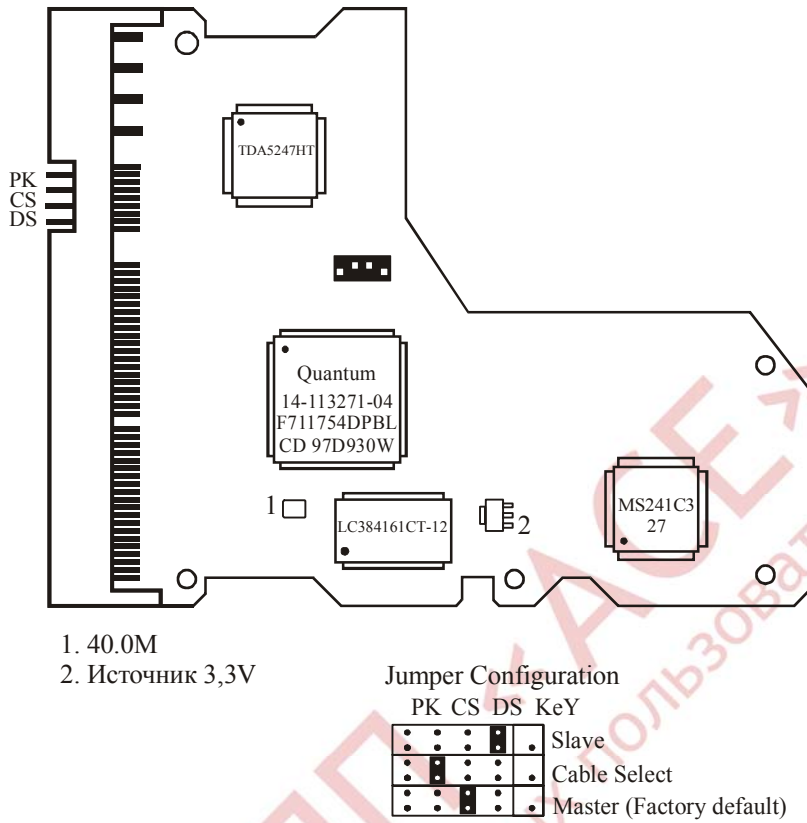 TDA5247HT
PK
CS
DS
Quantum
14-113271-04
F711754DPBL
CD 97D930W
1
LC384161CT-12
2
MS241C3
27
1. 40.0M
2. Источник 3,3V
Jumper Configuration
PK CS DS KeY
Slave
Cable Select
Master (Factory default)
«ACE»